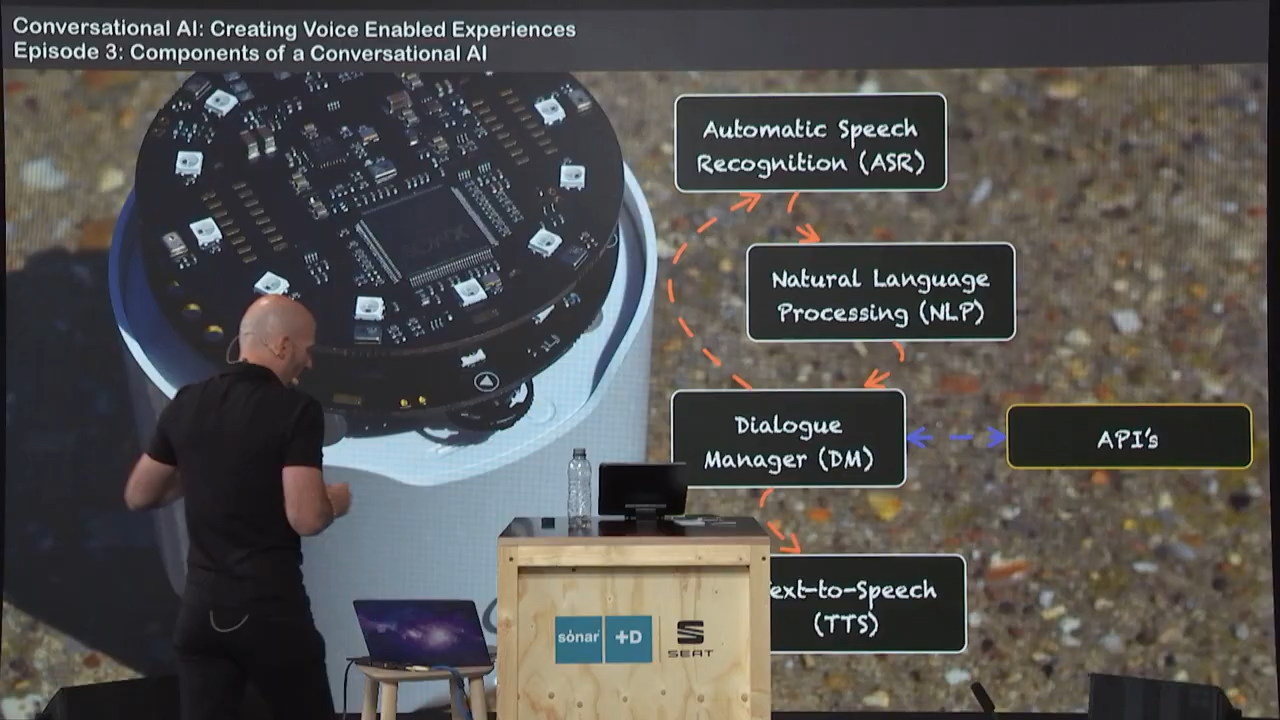 Conversational AI: Creating Voice Enabled Experiences
Episode 3: Components of a Conversational AI
Automatic Speech
Recognition (ASR)
Natural Language
Processing (NLP)
Dialogue
Manager (DM)
API's
ext-to-Speech
(TTS)
sónar
+D
SEAT